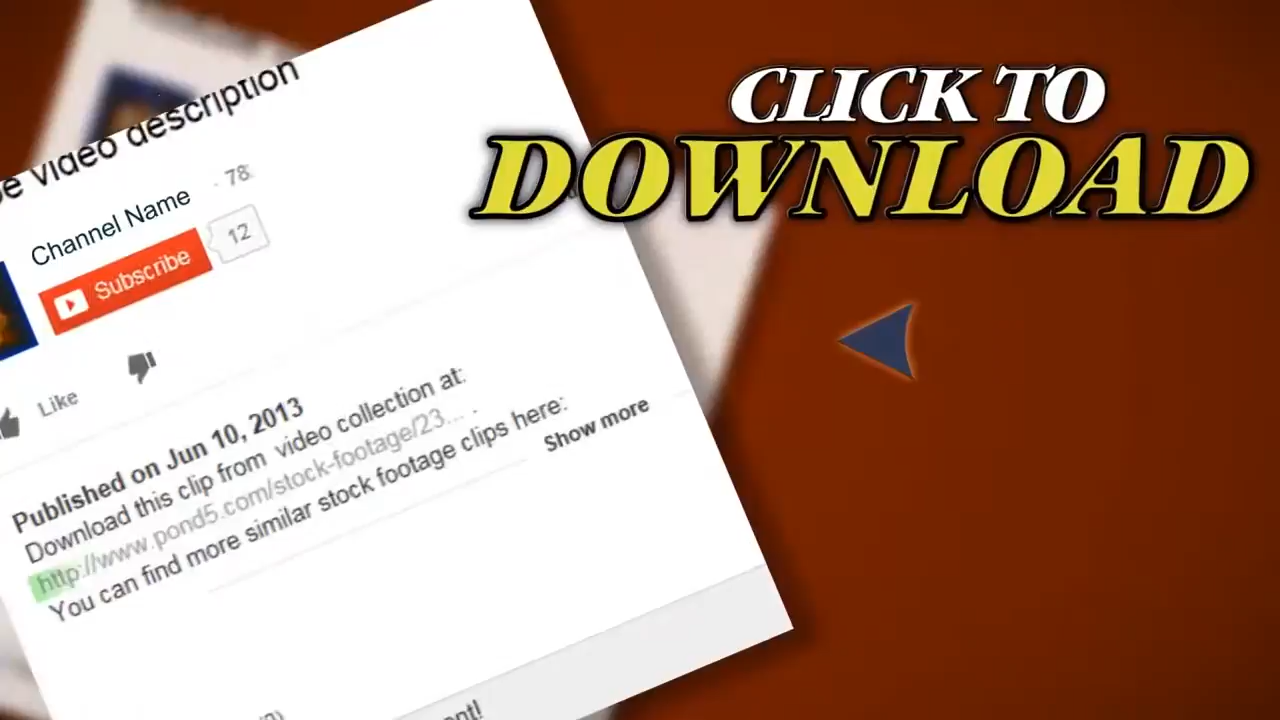 CLICK TO
DOWNLOAD
video description
Channel Name
78
Subscribe
12
Like
Published on Jun 10, 2013
Download this clip from video collection at:
http://www.pond5.com/stock-footage/23...
You can find more similar stock footage clips here:
Show more